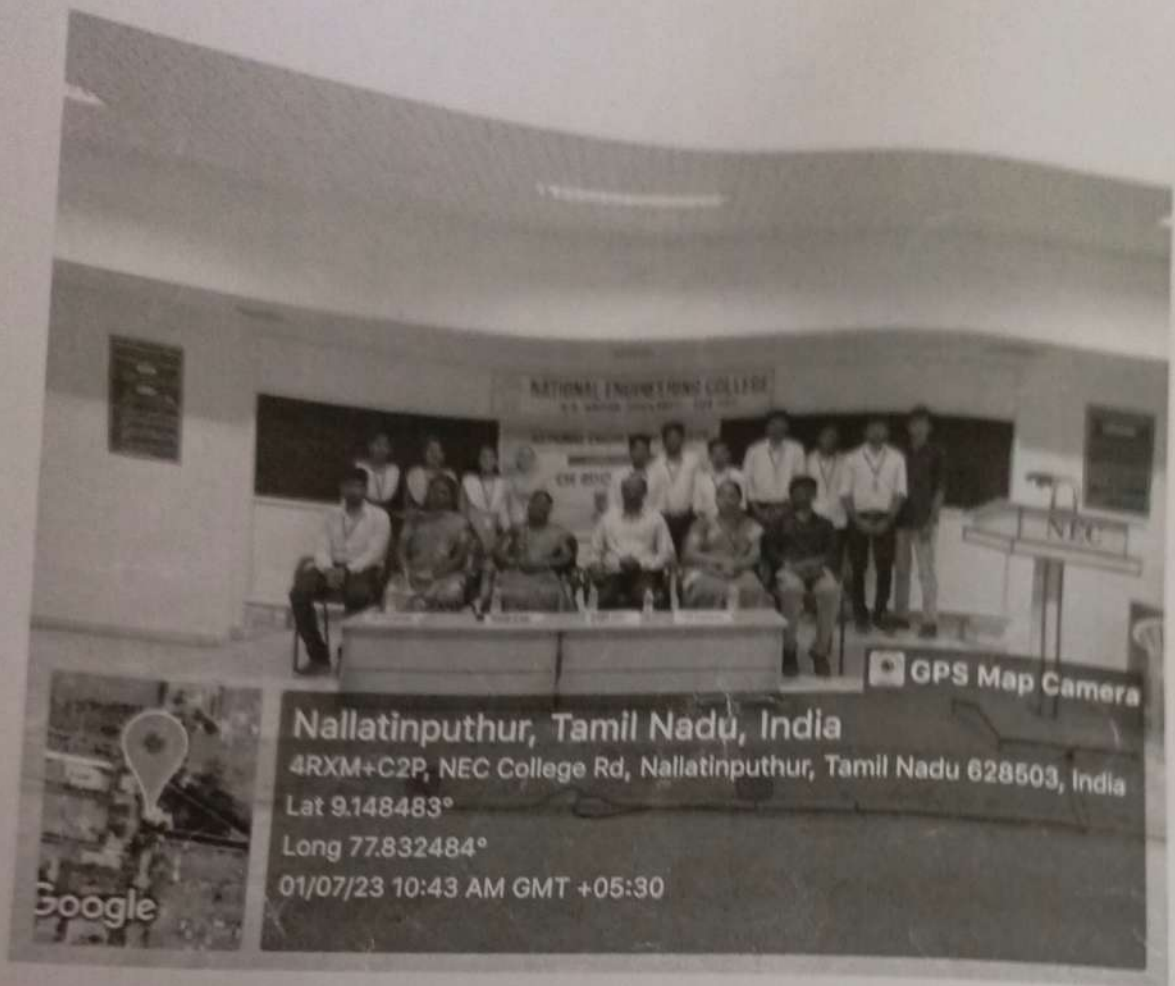 NATIONAL ENGINEERING COLLEGE
NATIONAL
NEC
GPS Map Camera
Nallatinputhur, Tamil Nadu, India
4RXM+C2P, NEC College Rd, Nallatinputhur, Tamil Nadu 628503, India
Lat 9.148483°
Long 77.832484°
01/07/23 10:43 AM GMT +05:30
Google